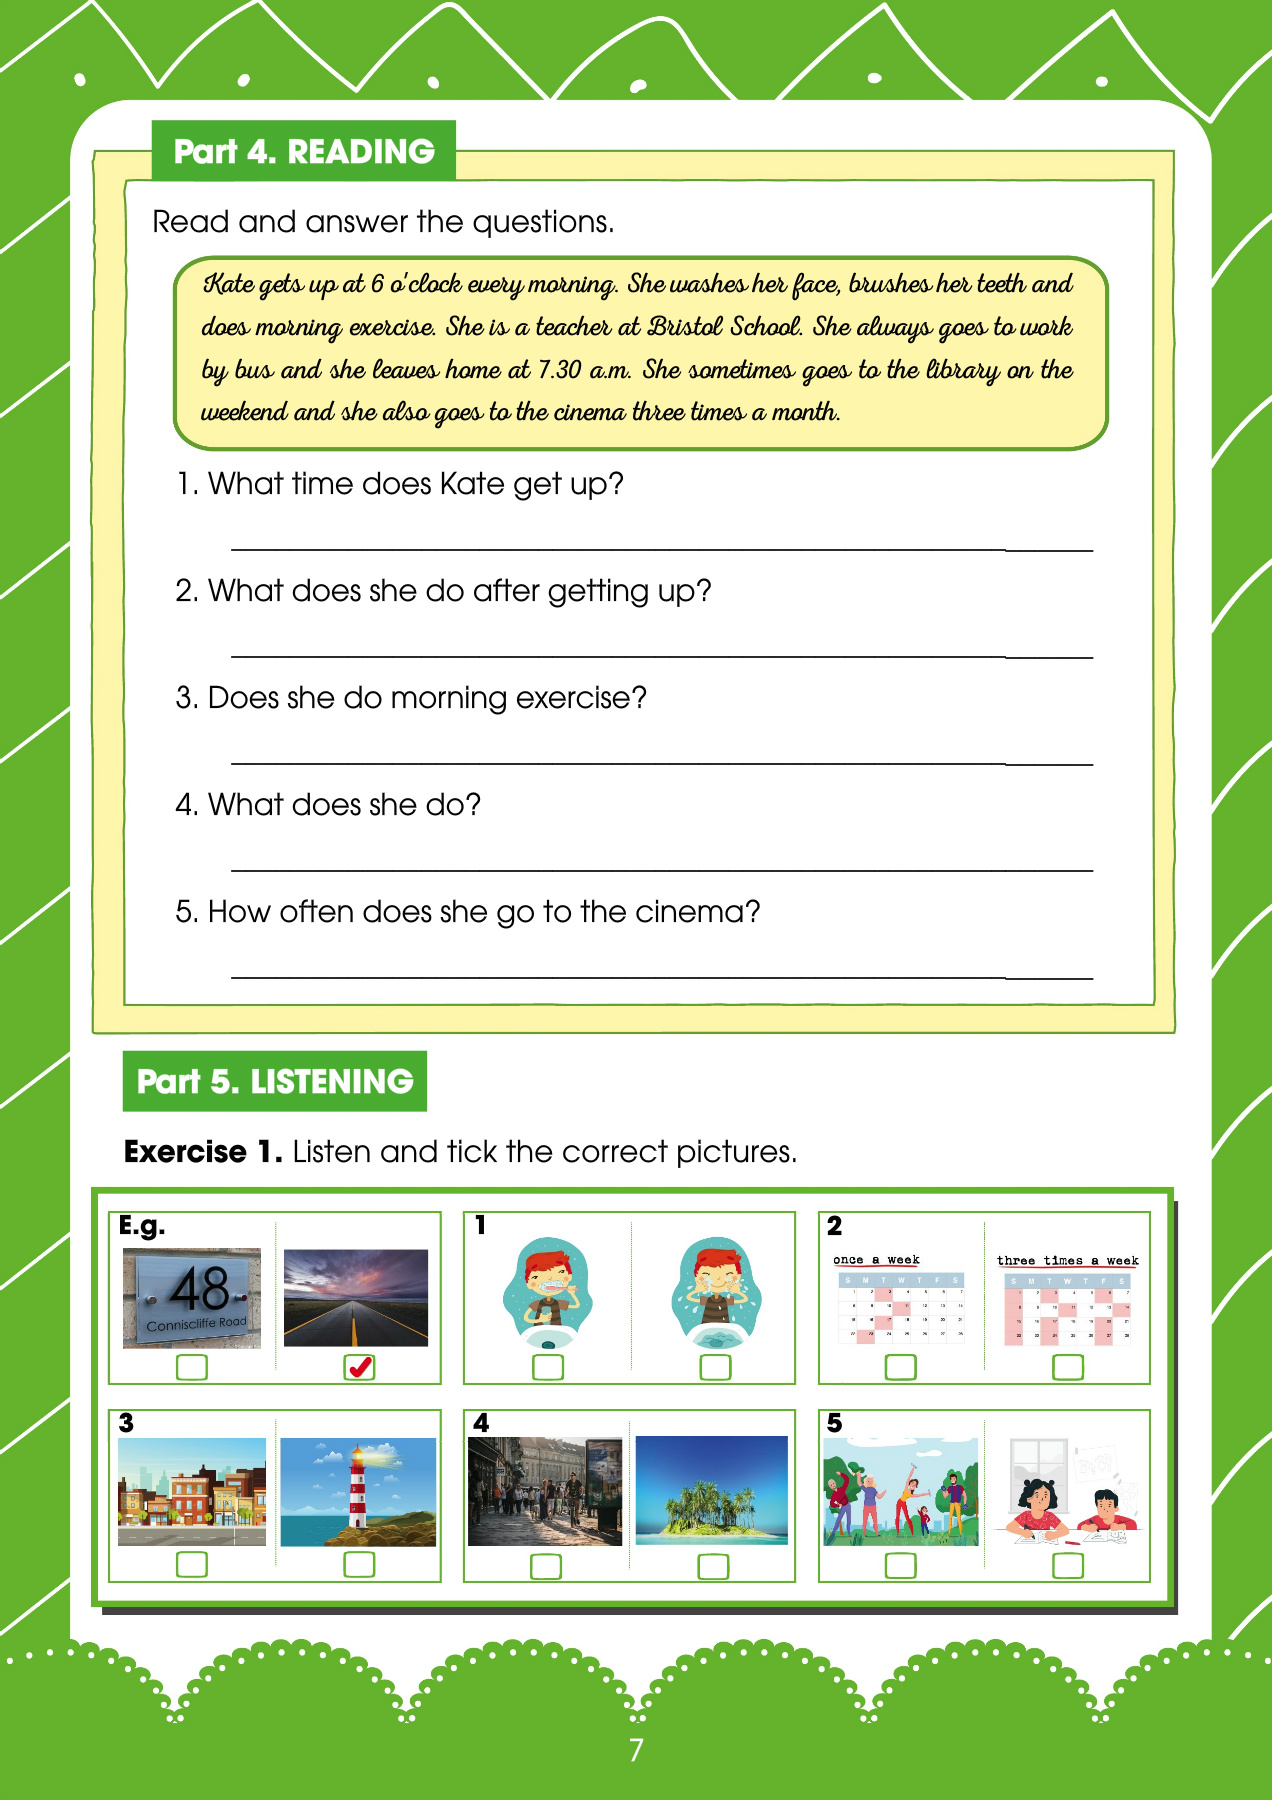 Part 4. READING
Read and answer the questions.
Kate gets up at 6 o'clock every morning. She washes her face, brushes her teeth and
does morning exercise. She is a teacher at Bristol School. She always goes to work
by bus and she leaves home at 7.30 a.m. She sometimes goes to the library on the
weekend and she also goes to the cinema three times a month.
1. What time does Kate get up?
2. What does she do after getting up?
3. Does she do morning exercise?
4. What does she do?
5. How often does she go to the cinema?
Part 5. LISTENING
Exercise 1. Listen and tick the correct pictures.
E.g.
48
Conniscliffe Road
1
2
once a week
S M T W T F S
three times a week
S M T W T F S
3
4
5
7